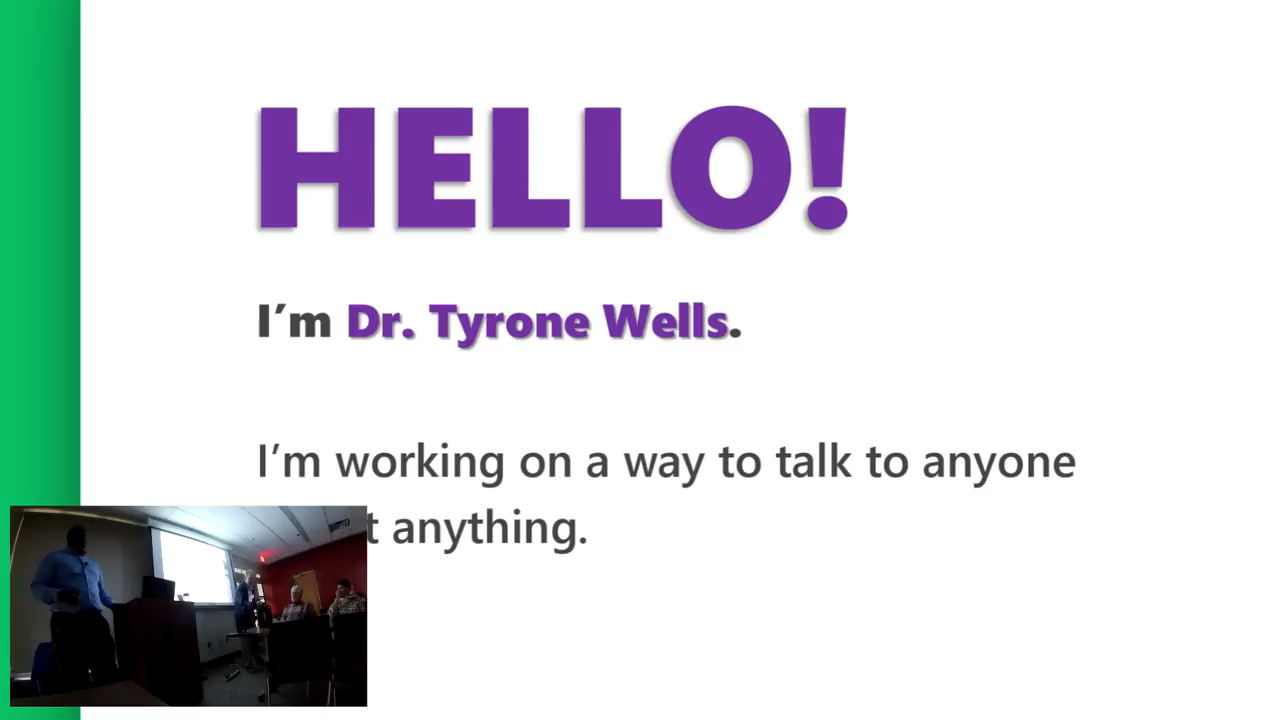 HELLO!
I’m Dr. Tyrone Wells.
I’m working on a way to talk to anyone
anything.